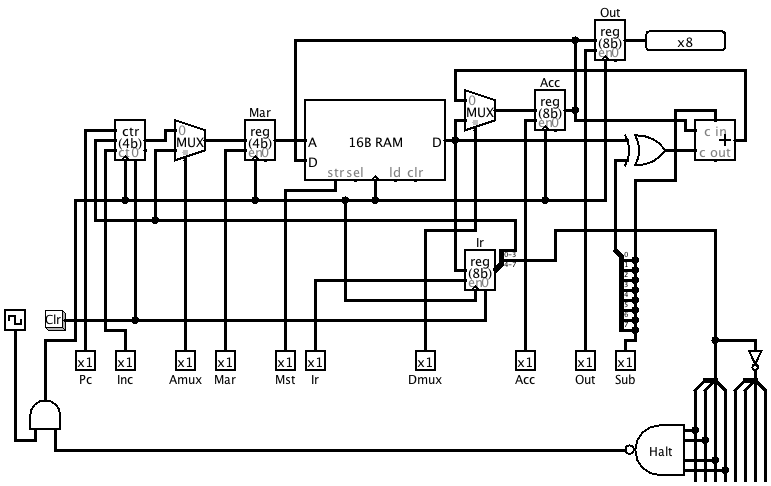 Out
reg
(8b)
en0
x8
Acc
reg
(8b)
en0
0
MUX
Mar
ctr
(4b)
ct0
0
MUX
reg
(4b)
en0
A
D
16B RAM
D
str sel
ld clr
c in
+
c out
Ir
reg
(8b)
en0
0-3
4-7
Clr
x1
x1
x1
x1
x1
x1
x1
x1
x1
x1
Pc
Inc
Amux
Mar
Mst
Ir
Dmux
Acc
Out
Sub
Halt